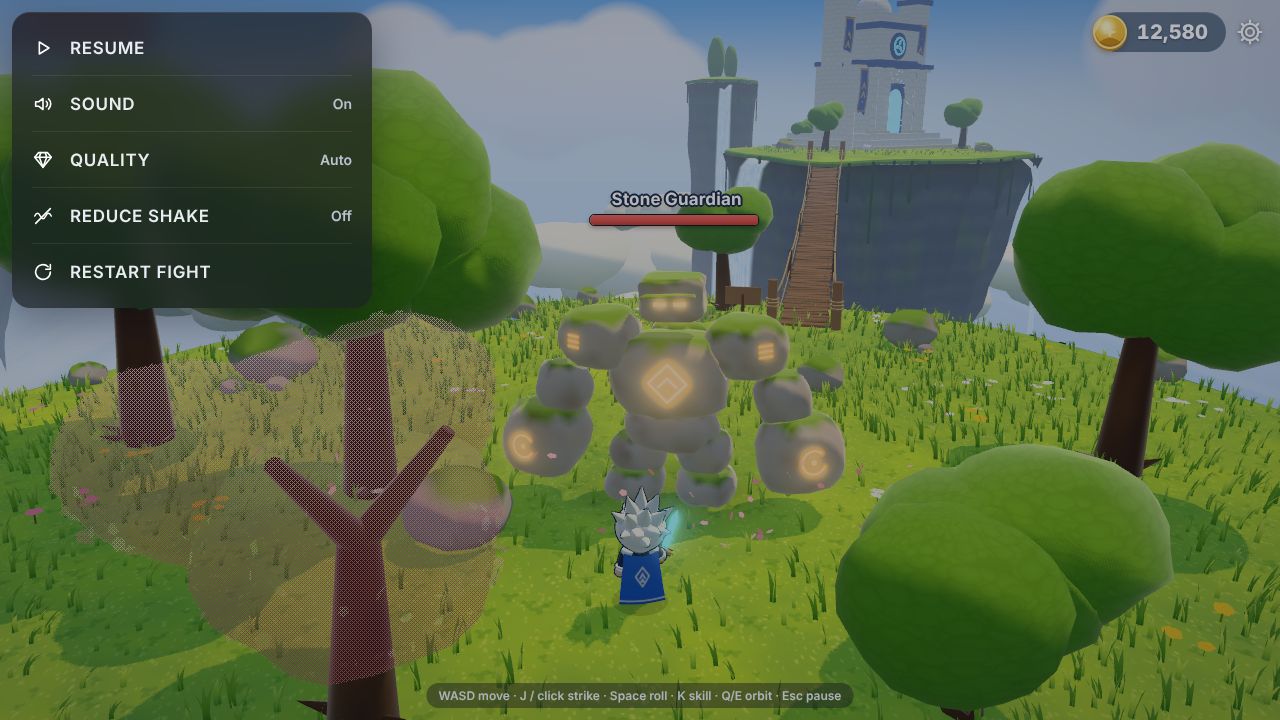 RESUME
SOUND On
QUALITY Auto
REDUCE SHAKE Off
RESTART FIGHT
12,580
Stone Guardian
WASD move · J / click strike · Space roll · K skill · Q/E orbit · Esc pause